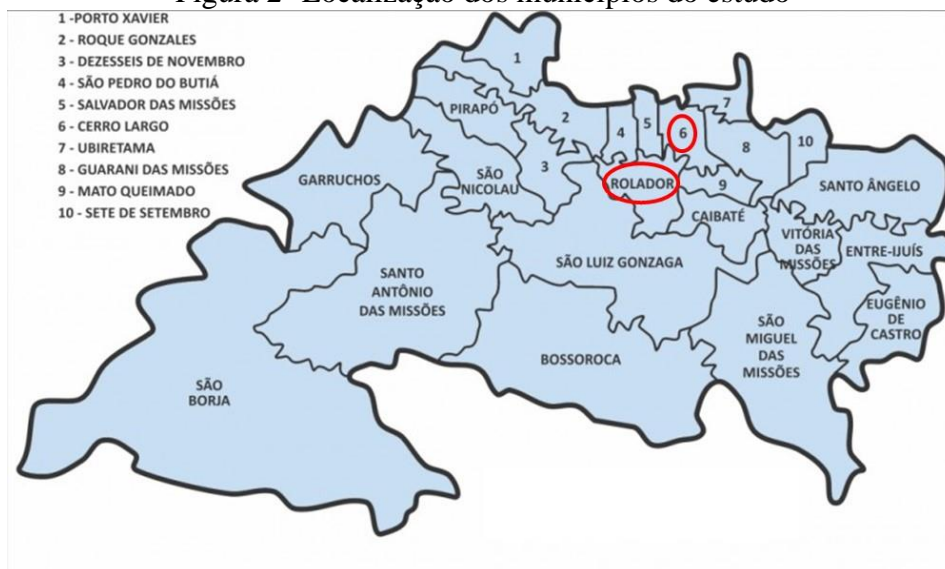 Figura 2- Localização dos municípios do estudo
1 -PORTO XAVIER
2 - ROQUE GONZALES
3 - DEZESSEIS DE NOVEMBRO
4 - SÃO PEDRO DO BUTIÁ
5 - SALVADOR DAS MISSÕES
6 - CERRO LARGO
7 - UBIRETAMA
8 - GUARANI DAS MISSÕES
9 - MATO QUEIMADO
10 - SETE DE SETEMBRO
1
PIRAPÓ
2
4
5
6
7
8
10
GARRUCHOS
SÃO
NICOLAU
3
ROLADOR
9
SANTO ÂNGELO
CAIBATÉ
VITÓRIA
DAS
MISSÕES
ENTRE-IJUÍS
SÃO LUIZ GONZAGA
SANTO
ANTÔNIO
DAS MISSÕES
EUGÊNIO
DE
CASTRO
SÃO
MIGUEL
DAS
MISSÕES
BOSSOROCA
SÃO
BORJA